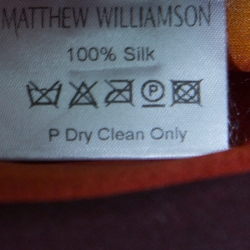 MATTHEW WILLIAMSON
100% Silk
P
P Dry Clean Only